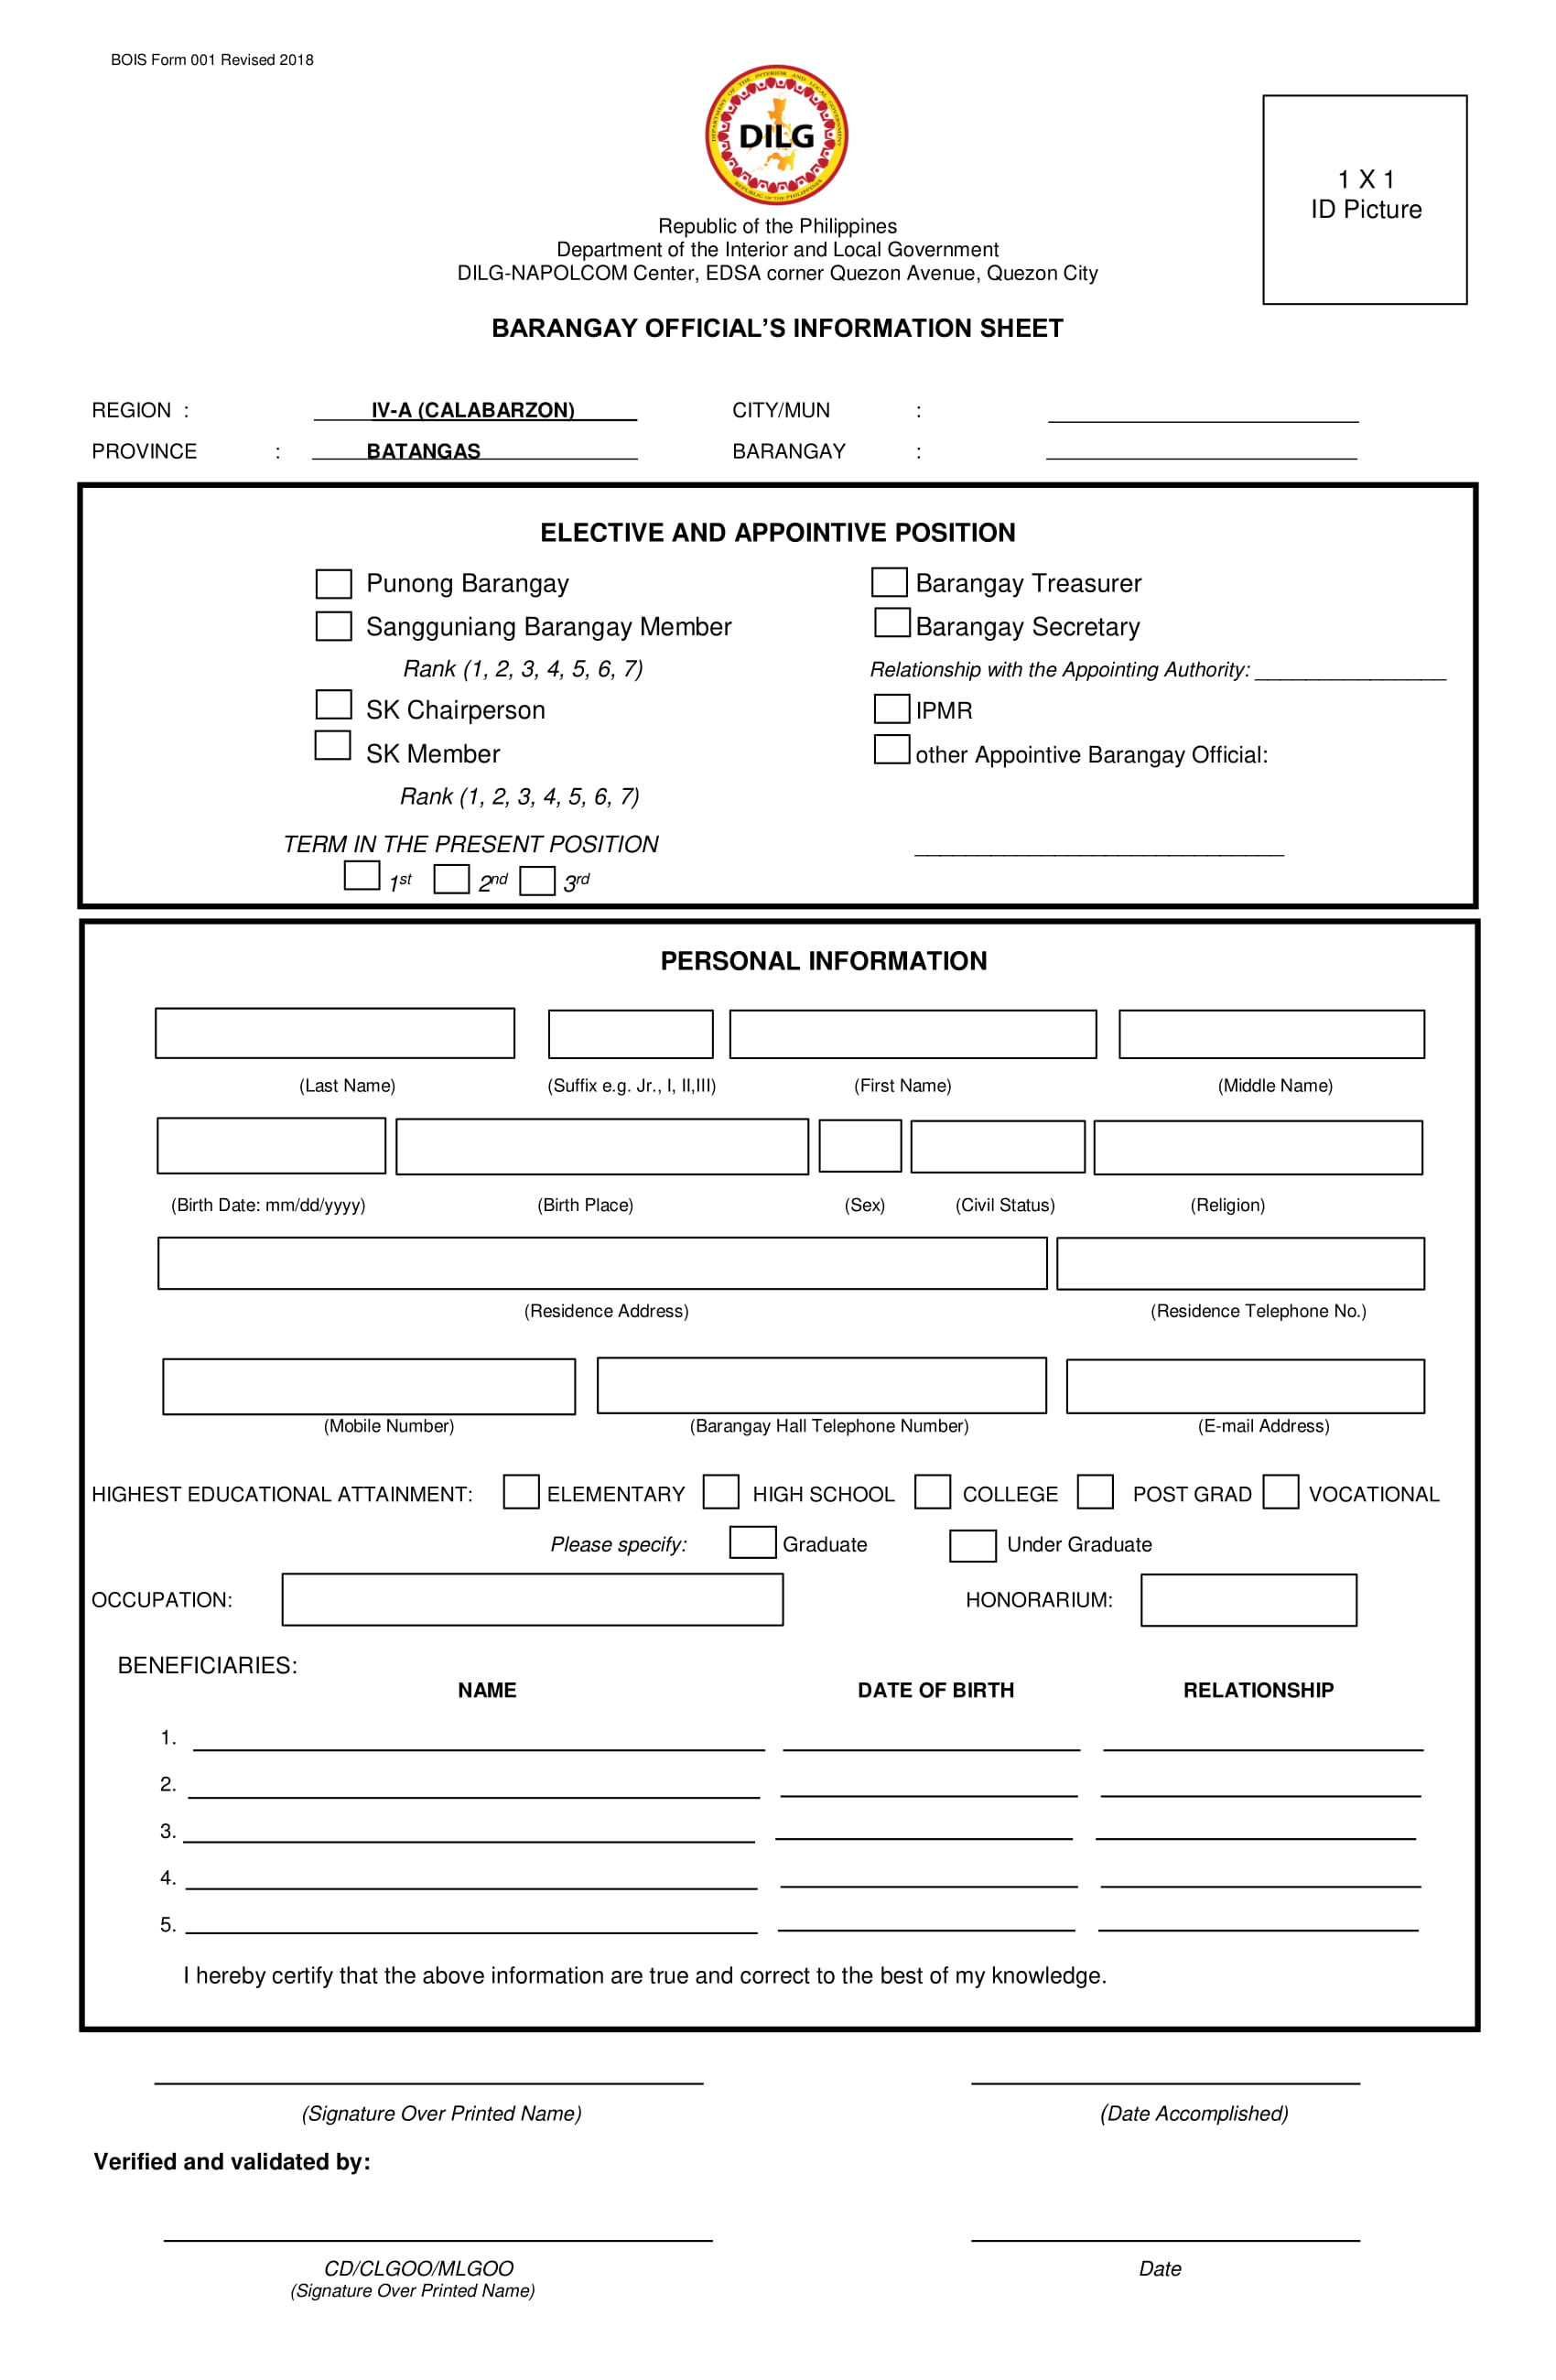 BOIS Form 001 Revised 2018
DEPARTMENT OF THE INTERIOR AND LOCAL GOVERNMENT
DILG
REPUBLIC OF THE PHILIPPINES
1 X 1
ID Picture
Republic of the Philippines
Department of the Interior and Local Government
DILG-NAPOLCOM Center, EDSA corner Quezon Avenue, Quezon City
BARANGAY OFFICIAL’S INFORMATION SHEET
REGION : IV-A (CALABARZON) CITY/MUN :
PROVINCE : BATANGAS BARANGAY :
ELECTIVE AND APPOINTIVE POSITION
Punong Barangay Barangay Treasurer
Sangguniang Barangay Member Barangay Secretary
Rank (1, 2, 3, 4, 5, 6, 7) Relationship with the Appointing Authority: _______________
SK Chairperson IPMR
SK Member other Appointive Barangay Official:
Rank (1, 2, 3, 4, 5, 6, 7)
TERM IN THE PRESENT POSITION
1st 2nd 3rd
PERSONAL INFORMATION
(Last Name) (Suffix e.g. Jr., I, II,III) (First Name) (Middle Name)
(Birth Date: mm/dd/yyyy) (Birth Place) (Sex) (Civil Status) (Religion)
(Residence Address) (Residence Telephone No.)
(Mobile Number) (Barangay Hall Telephone Number) (E-mail Address)
HIGHEST EDUCATIONAL ATTAINMENT: ELEMENTARY HIGH SCHOOL COLLEGE POST GRAD VOCATIONAL
Please specify: Graduate Under Graduate
OCCUPATION: HONORARIUM:
BENEFICIARIES:
NAME DATE OF BIRTH RELATIONSHIP
1.
2.
3.
4.
5.
I hereby certify that the above information are true and correct to the best of my knowledge.
(Signature Over Printed Name) (Date Accomplished)
Verified and validated by:
CD/CLGOO/MLGOO Date
(Signature Over Printed Name)